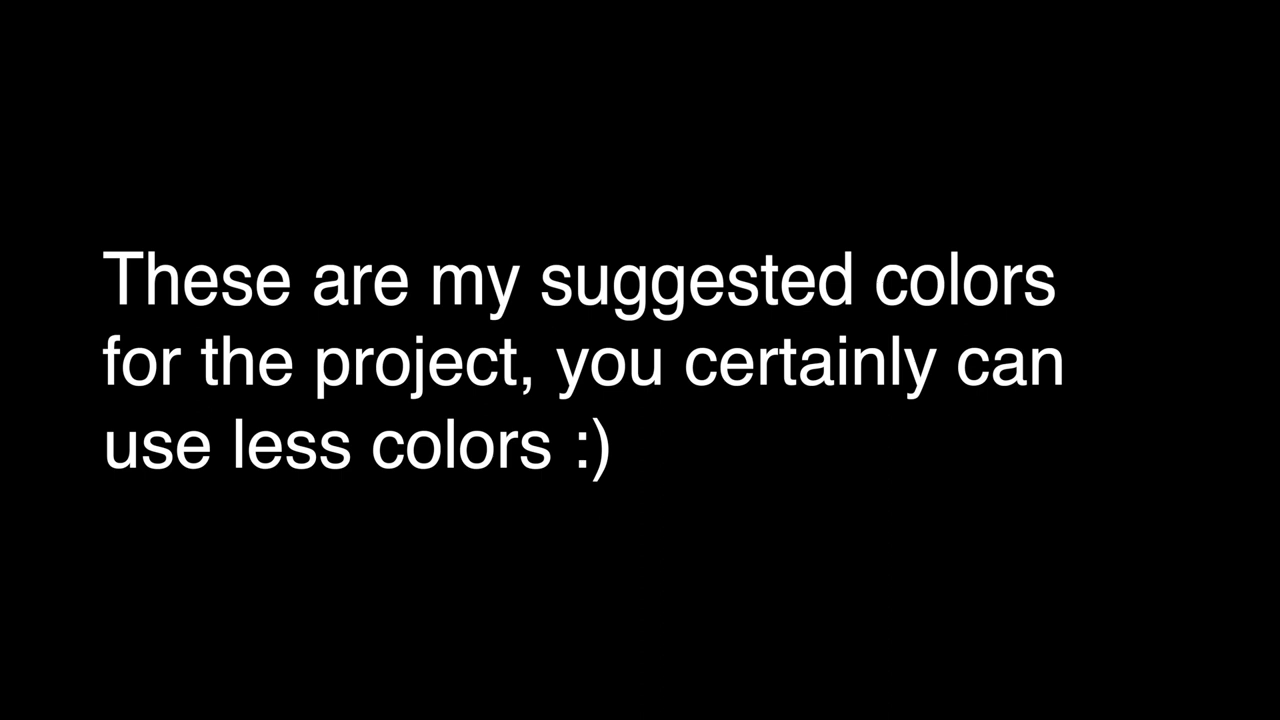 These are my suggested colors
for the project, you certainly can
use less colors :)